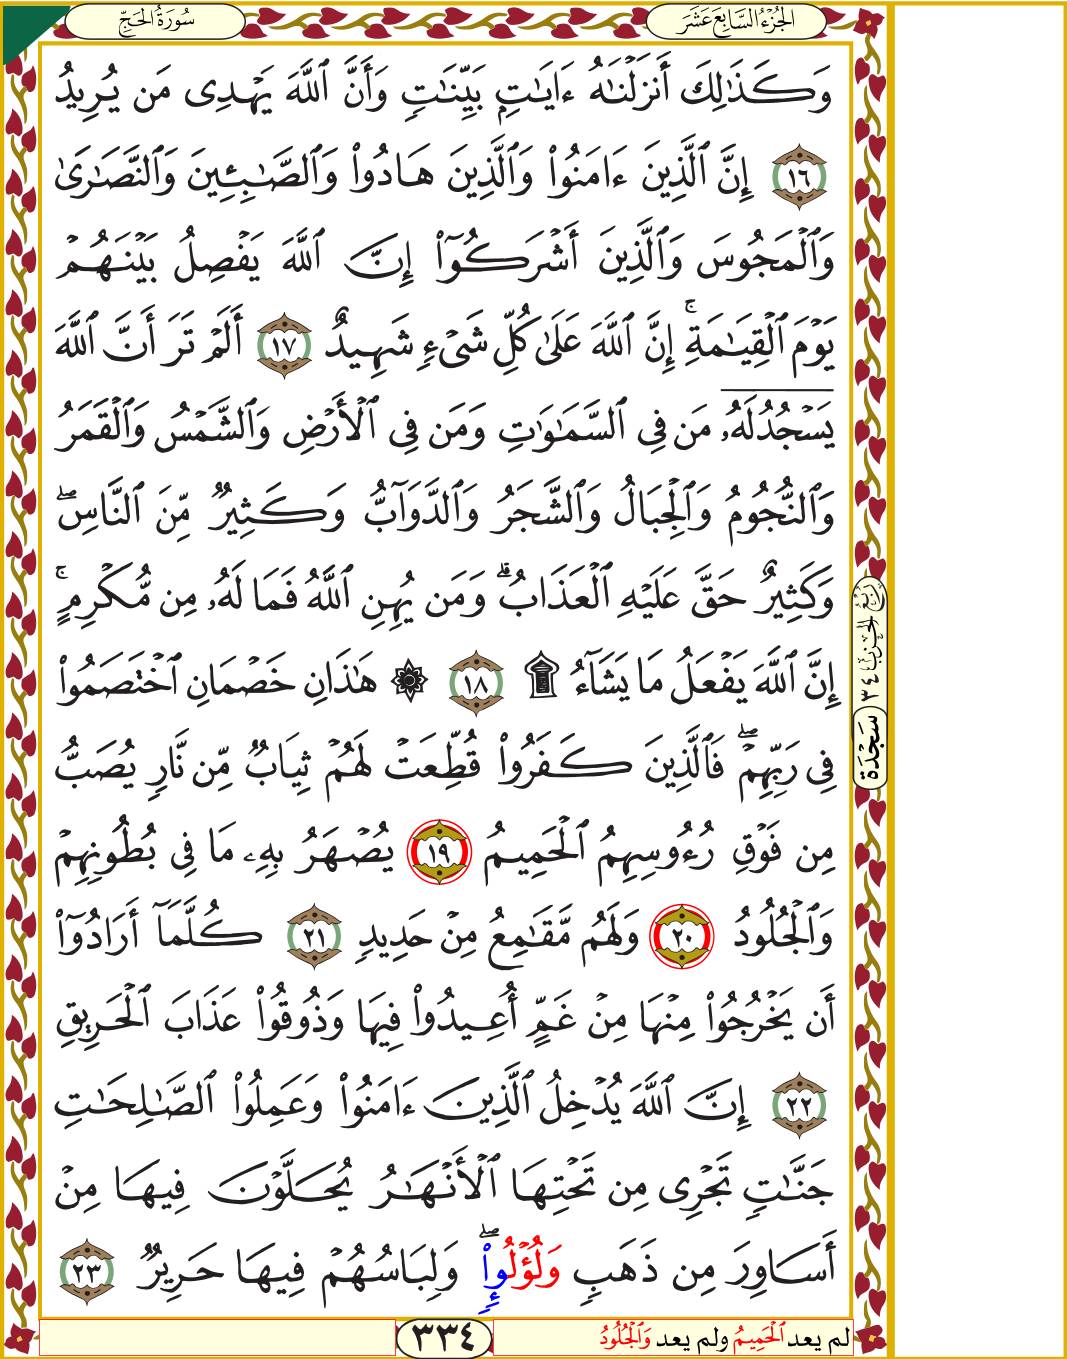 الجُزْءُ السَّابِعَ عَشَرَ
سُورَةُ الحَجِّ
وَكَذَٰلِكَ أَنزَلْنَٰهُ ءَايَٰتٍۭ بَيِّنَٰتٍ وَأَنَّ ٱللَّهَ يَهْدِى مَن يُرِيدُ
١٦ إِنَّ ٱلَّذِينَ ءَامَنُوا۟ وَٱلَّذِينَ هَادُوا۟ وَٱلصَّٰبِـِٔينَ وَٱلنَّصَٰرَىٰ
وَٱلْمَجُوسَ وَٱلَّذِينَ أَشْرَكُوٓا۟ إِنَّ ٱللَّهَ يَفْصِلُ بَيْنَهُمْ
يَوْمَ ٱلْقِيَٰمَةِ ۚ إِنَّ ٱللَّهَ عَلَىٰ كُلِّ شَىْءٍ شَهِيدٌ ١٧ أَلَمْ تَرَ أَنَّ ٱللَّهَ
يَسْجُدُ لَهُۥ مَن فِى ٱلسَّمَٰوَٰتِ وَمَن فِى ٱلْأَرْضِ وَٱلشَّمْسُ وَٱلْقَمَرُ
وَٱلنُّجُومُ وَٱلْجِبَالُ وَٱلشَّجَرُ وَٱلدَّوَآبُّ وَكَثِيرٌ مِّنَ ٱلنَّاسِ ۖ
وَكَثِيرٌ حَقَّ عَلَيْهِ ٱلْعَذَابُ ۗ وَمَن يُهِنِ ٱللَّهُ فَمَا لَهُۥ مِن مُّكْرِمٍ ۚ
إِنَّ ٱللَّهَ يَفْعَلُ مَا يَشَآءُ ۩ ١٨ ۞ هَٰذَانِ خَصْمَانِ ٱخْتَصَمُوا۟
فِى رَبِّهِمْ ۖ فَٱلَّذِينَ كَفَرُوا۟ قُطِّعَتْ لَهُمْ ثِيَابٌ مِّن نَّارٍ يُصَبُّ
مِن فَوْقِ رُءُوسِهِمُ ٱلْحَمِيمُ ١٩ يُصْهَرُ بِهِۦ مَا فِى بُطُونِهِمْ
وَٱلْجُلُودُ ٢٠ وَلَهُم مَّقَٰمِعُ مِنْ حَدِيدٍ ٢١ كُلَّمَآ أَرَادُوٓا۟
أَن يَخْرُجُوا۟ مِنْهَا مِنْ غَمٍّ أُعِيدُوا۟ فِيهَا وَذُوقُوا۟ عَذَابَ ٱلْحَرِيقِ
٢٢ إِنَّ ٱللَّهَ يُدْخِلُ ٱلَّذِينَ ءَامَنُوا۟ وَعَمِلُوا۟ ٱلصَّٰلِحَٰتِ
جَنَّٰتٍ تَجْرِى مِن تَحْتِهَا ٱلْأَنْهَٰرُ يُحَلَّوْنَ فِيهَا مِنْ
أَسَاوِرَ مِن ذَهَبٍ وَلُؤْلُوإٍ۟ ۖ وَلِبَاسُهُمْ فِيهَا حَرِيرٌ ٢٣
رُبْعُ الحِزْبِ ٣٤
سَجْدَة
لم يعد ٱلْحَمِيمُ ولم يعد وَٱلْجُلُودُ
٣٣٤